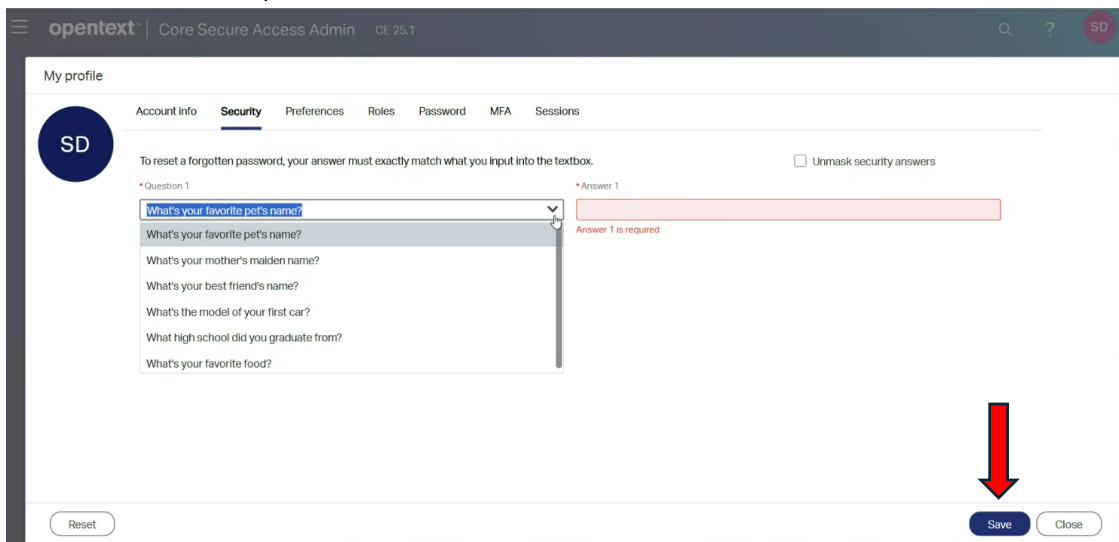 opentext™ | Core Secure Access Admin CE 25.1 ? SD
My profile
SD
Account info Security Preferences Roles Password MFA Sessions
To reset a forgotten password, your answer must exactly match what you input into the textbox. Unmask security answers
*Question 1 *Answer 1
What's your favorite pet's name?
Answer 1 is required
What's your favorite pet's name?
What's your mother's maiden name?
What's your best friend's name?
What's the model of your first car?
What high school did you graduate from?
What's your favorite food?
Reset Save Close